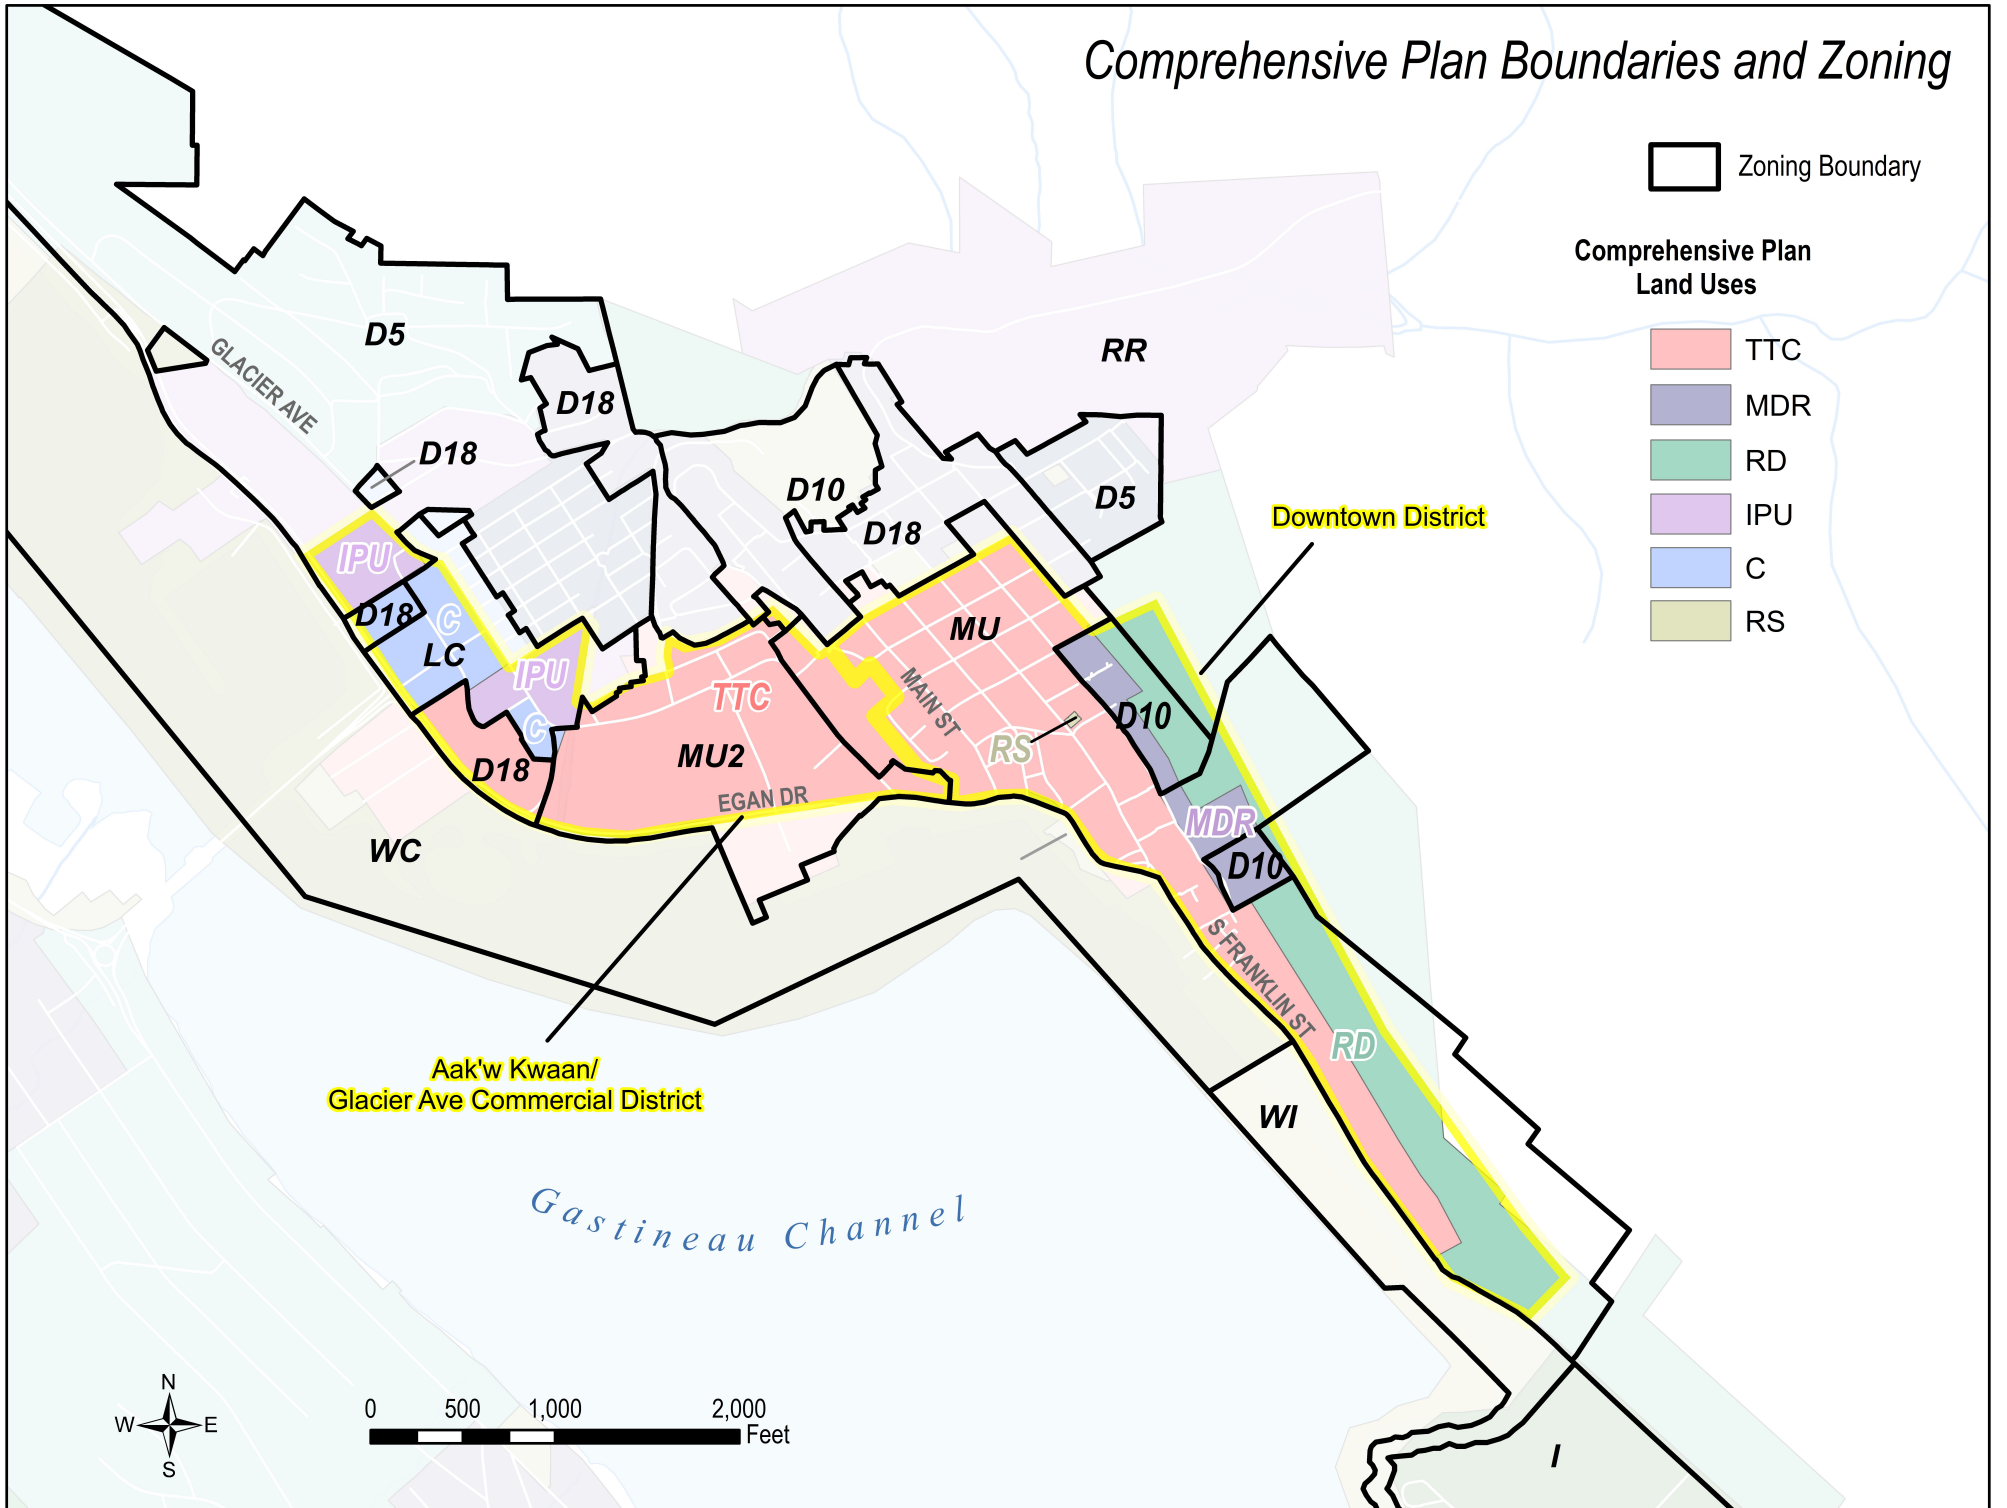 Comprehensive Plan Boundaries and Zoning
Zoning Boundary
Comprehensive Plan
Land Uses
TTC
MDR
RD
IPU
C
RS
D5
GLACIER AVE
D18
D18
RR
D10
D18
D5
Downtown District
IPU
D18
C
LC
IPU
C
D18
TTC
MU2
EGAN DR
MU
MAIN ST
RS
D10
MDR
D10
WC
S FRANKLIN ST
RD
Aak'w Kwaan/
Glacier Ave Commercial District
WI
Gastineau Channel
I
N
W
E
S
0
500
1,000
2,000
Feet